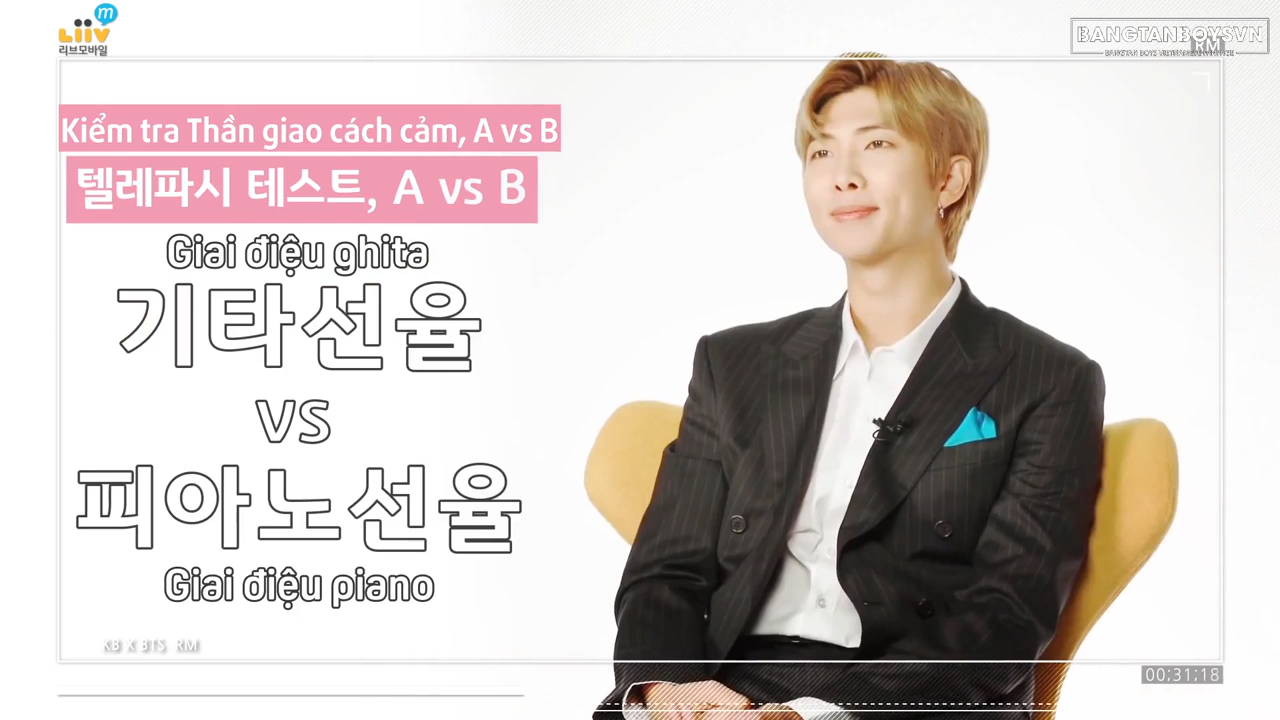 m
Liiv
리브모바일
BANGTANBOYSVN
RM
Kiểm tra Thần giao cách cảm, A vs B
텔레파시 테스트, A vs B
Giai điệu ghita
기타선율
vs
피아노선율
Giai điệu piano
KB X BTS RM
00;31;18